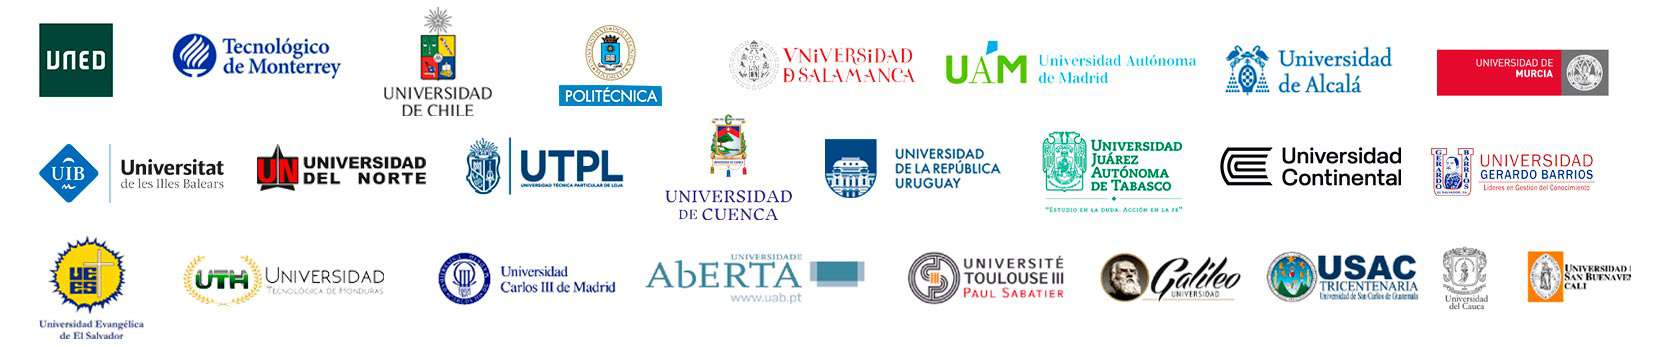 UNED
Tecnológico
de Monterrey
UNIVERSIDAD
DE CHILE
POLITÉCNICA
VNiVERSiDAD
D SALAMANCA
UAM
Universidad Autónoma
de Madrid
Universidad
de Alcalá
UNIVERSIDAD DE
MURCIA
UIB
Universitat
de les Illes Balears
UN
UNIVERSIDAD
DEL NORTE
UTPL
UNIVERSIDAD TÉCNICA PARTICULAR DE LOJA
UNIVERSIDAD
DE CUENCA
UNIVERSIDAD
DE LA REPÚBLICA
URUGUAY
UNIVERSIDAD
JUÁREZ
AUTÓNOMA
DE TABASCO
"ESTUDIO EN LA DUDA. ACCIÓN EN LA FE"
Universidad
Continental
GERARDO
BARRIOS
UNIVERSIDAD
GERARDO BARRIOS
Líderes en Gestión del Conocimiento
UEES
Universidad Evangélica
de El Salvador
UTH
UNIVERSIDAD
TECNOLÓGICA DE HONDURAS
Universidad
Carlos III de Madrid
UNIVERSIDADE
AbERTA
www.uab.pt
UNIVERSITÉ
TOULOUSE III
PAUL SABATIER
Galileo
UNIVERSIDAD
USAC
TRICENTENARIA
Universidad de San Carlos de Guatemala
Universidad
del Cauca
UNIVERSIDAD
SAN BUENAVE
CALI